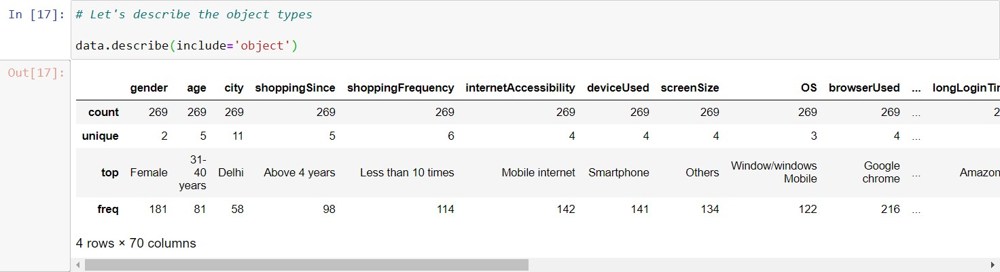 In [17]: # Let's describe the object types
data.describe(include='object')
Out[17]:
gender age city shoppingSince shoppingFrequency internetAccessibility deviceUsed screenSize OS browserUsed ... longLoginTi
count 269 269 269 269 269 269 269 269 269 269 ... 2
unique 2 5 11 5 6 4 4 4 3 4 ...
top Female 31-40 years Delhi Above 4 years Less than 10 times Mobile internet Smartphone Others Window/windows Mobile Google chrome ... Amazon
freq 181 81 58 98 114 142 141 134 122 216 ...
4 rows × 70 columns